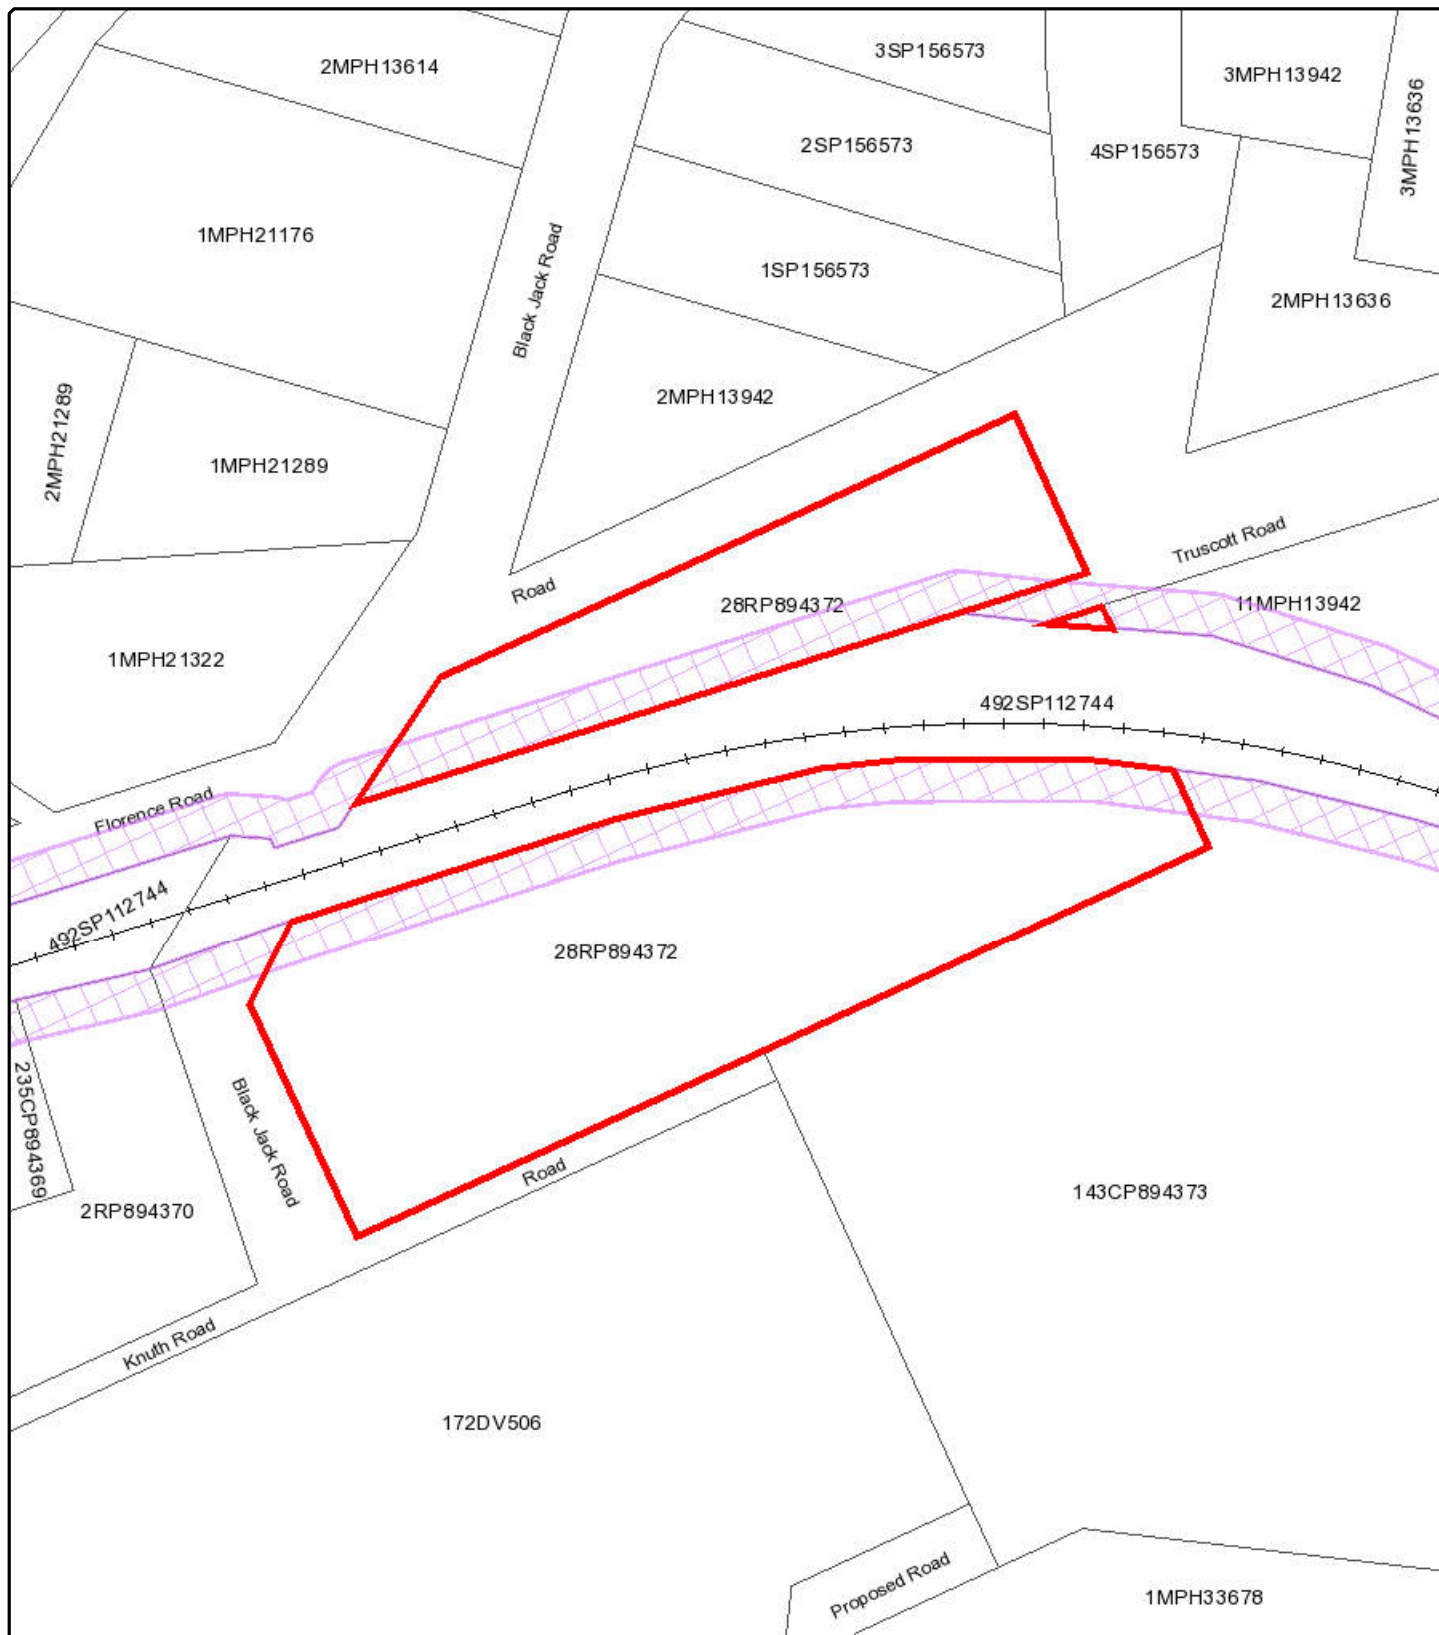 3SP156573
2MPH13614
3MPH13942
3MPH13636
2SP156573
4SP156573
1MPH21176
Black Jack Road
1SP156573
2MPH13636
2MPH21289
2MPH13942
1MPH21289
Truscott Road
Road
28RP894372
11MPH13942
1MPH21322
492SP112744
Florence Road
492SP112744
28RP894372
235CP894369
Black Jack Road
Road
143CP894373
2RP894370
Knuth Road
172DV506
Proposed Road
1MPH33678